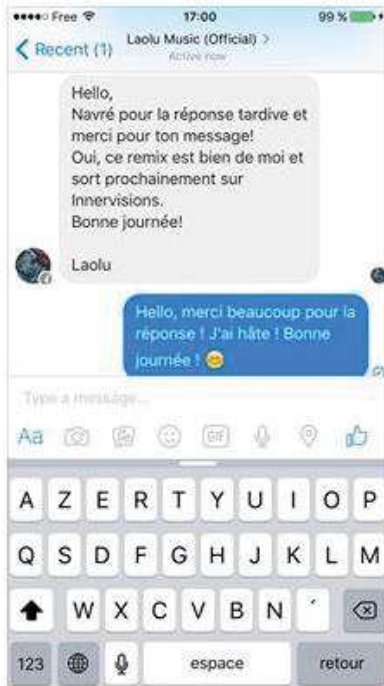 Free 17:00 99 %
Recent (1) Laolu Music (Official) >
Active now
Hello,
Navré pour la réponse tardive et
merci pour ton message!
Oui, ce remix est bien de moi et
sort prochainement sur
Innervisions.
Bonne journée!
Laolu
Hello, merci beaucoup pour la
réponse ! J'ai hâte ! Bonne
journée ! 😊
Type a message...
Aa GIF
A Z E R T Y U I O P
Q S D F G H J K L M
W X C V B N ´
123 espace retour